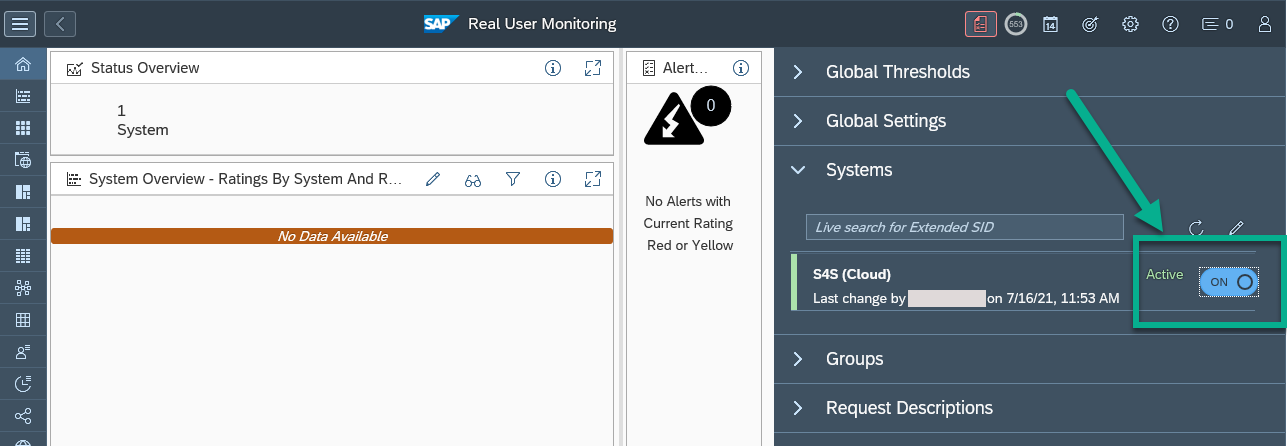 SAP Real User Monitoring
553
14
0
Status Overview
1
System
System Overview - Ratings By System And R...
No Data Available
Alert...
0
No Alerts with
Current Rating
Red or Yellow
Global Thresholds
Global Settings
Systems
Live search for Extended SID
S4S (Cloud)
Last change by on 7/16/21, 11:53 AM
Active
ON
Groups
Request Descriptions